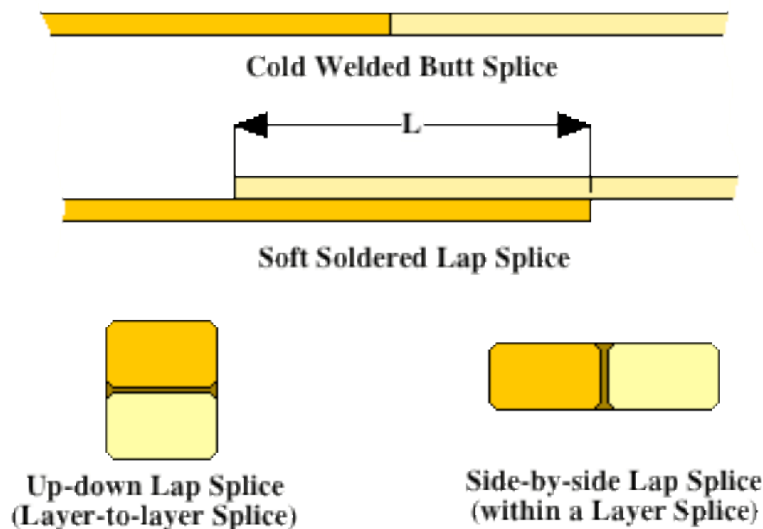 Cold Welded Butt Splice
L
Soft Soldered Lap Splice
Up-down Lap Splice
(Layer-to-layer Splice)
Side-by-side Lap Splice
(within a Layer Splice}